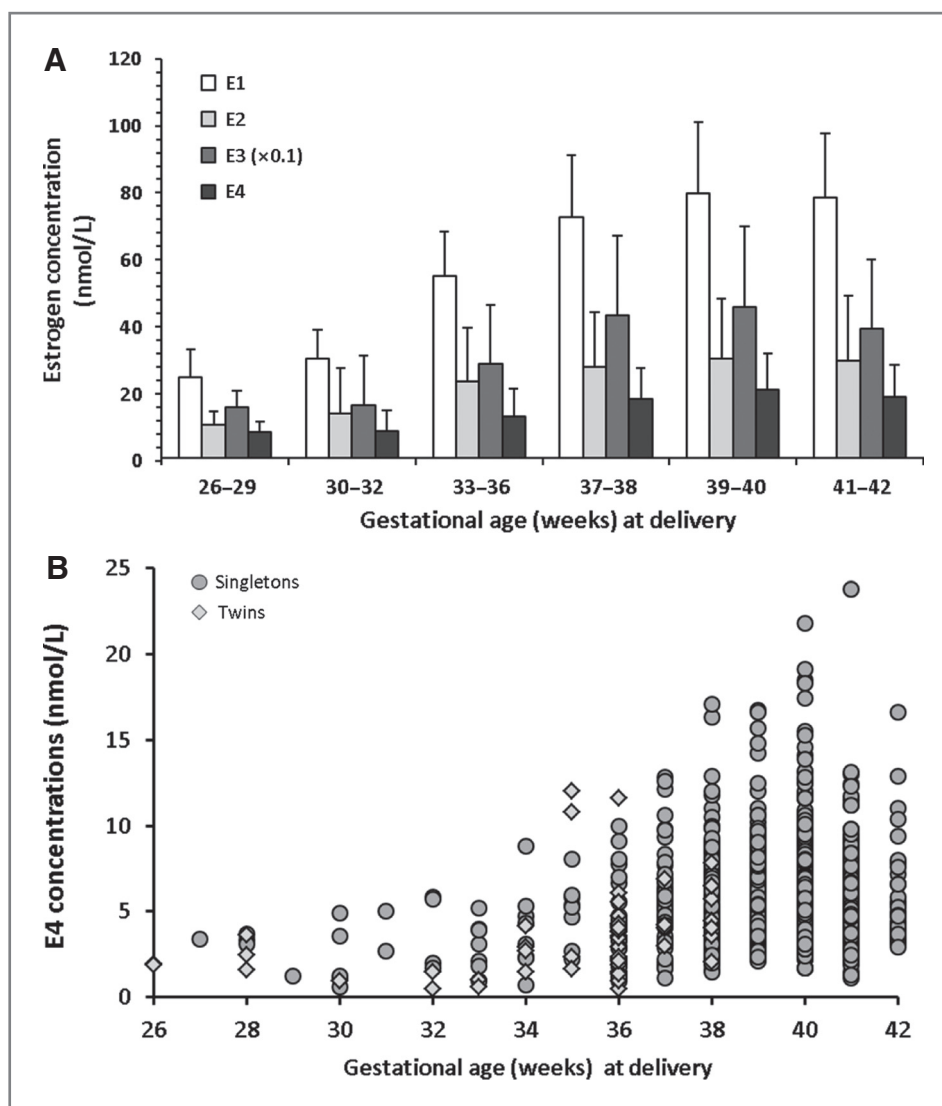 A
120
100
80
60
40
20
0
Estrogen concentration
(nmol/L)
E1
E2
E3 (×0.1)
E4
26–29 30–32 33–36 37–38 39–40 41–42
Gestational age (weeks) at delivery
B
25
20
15
10
5
0
E4 concentrations (nmol/L)
Singletons
Twins
26 28 30 32 34 36 38 40 42
Gestational age (weeks) at delivery